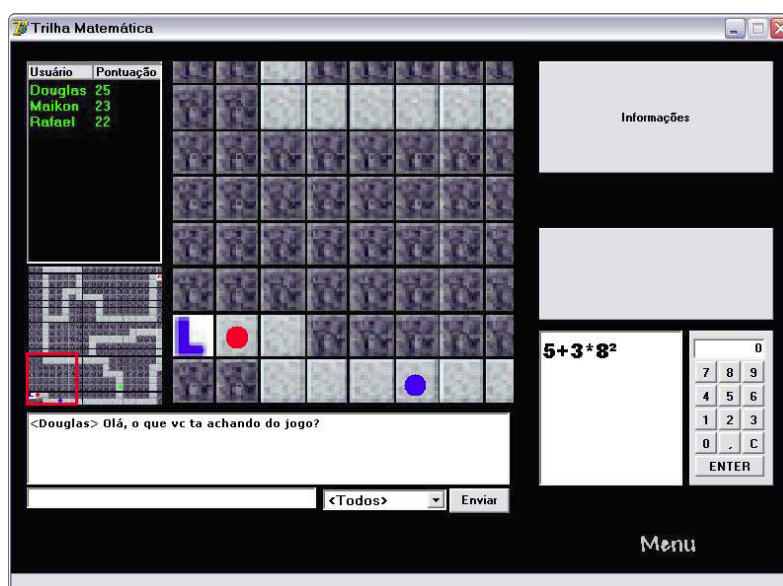 Trilha Matemática
Usuário Pontuação
Douglas 25
Maikon 23
Rafael 22
Informações
L
5+3*8²
0
7 8 9
4 5 6
1 2 3
0 , C
ENTER
<Douglas> Olá, o que vc ta achando do jogo?
<Todos> Enviar
Menu